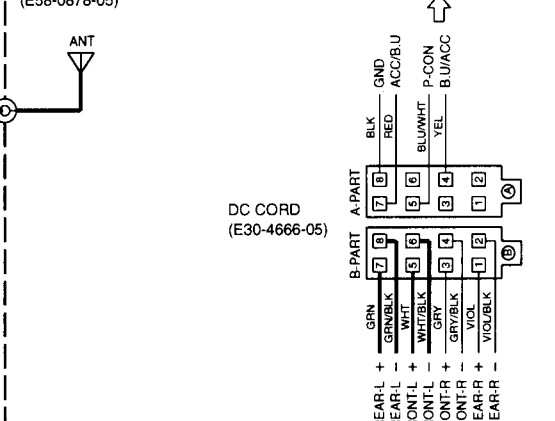 (E58-0878-05)
ANT
GND
ACC/B.U
P-CON
B.U/ACC
BLK
RED
BLU/WHT
YEL
A-PART
8 6 4 2
7 5 3 1
A
DC CORD
(E30-4666-05)
B-PART
8 6 4 2
7 5 3 1
B
GRN
GRN/BLK
WHT
WHT/BLK
GRY
GRY/BLK
VIOL
VIOL/BLK
EAR-L +
EAR-L -
ONT-L +
ONT-L -
ONT-R +
ONT-R -
EAR-R +
EAR-R -